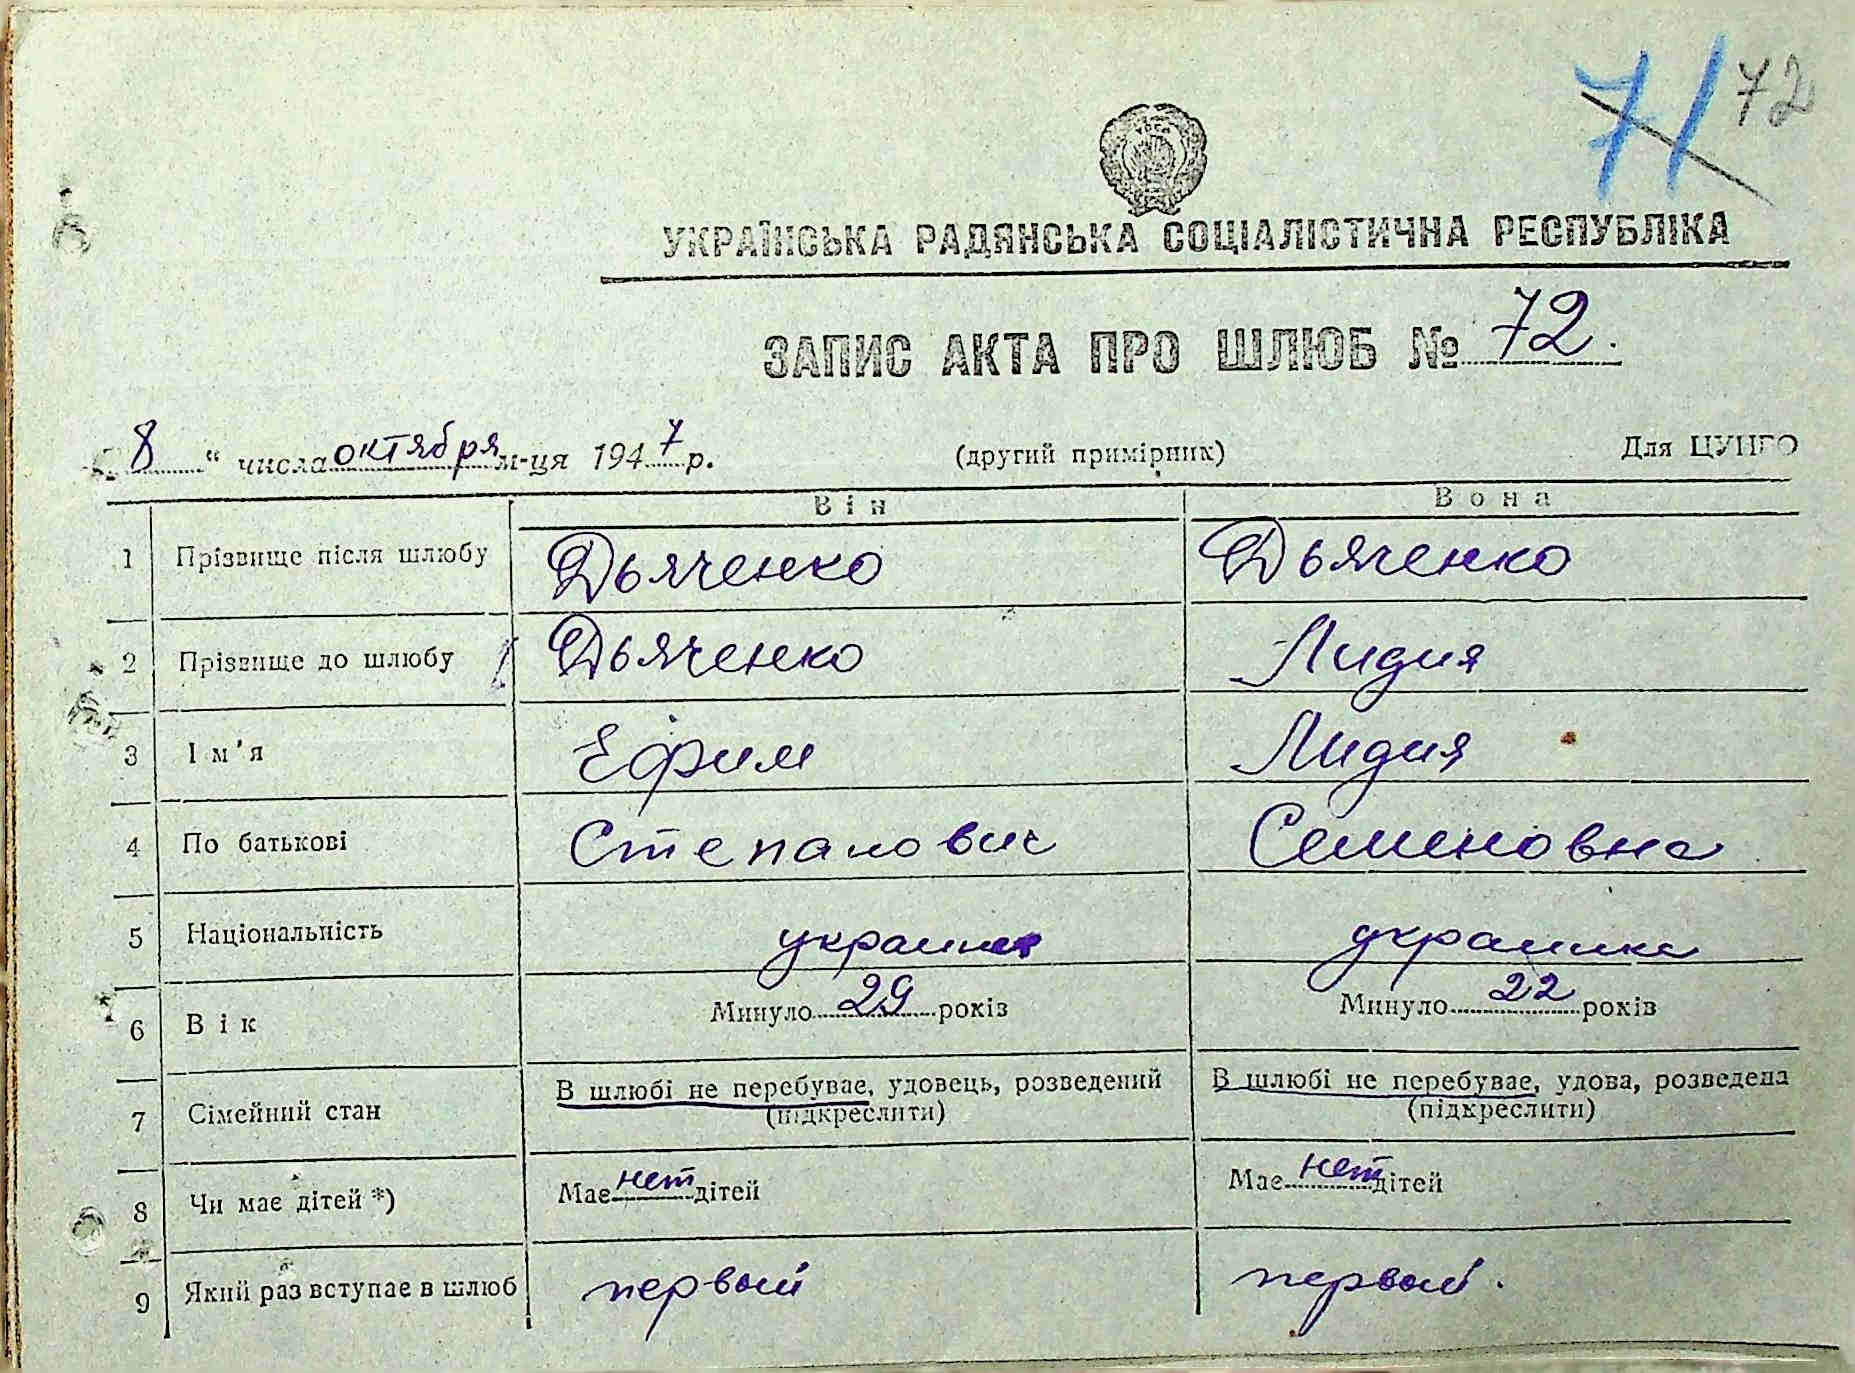 71 72
УКРАЇНСЬКА РАДЯНСЬКА СОЦІАЛІСТИЧНА РЕСПУБЛІКА
ЗАПИС АКТА ПРО ШЛЮБ № 72.
8 " числа октября м-ця 1947 р. (другий примірник) Для ЦУНГО
Він Вона
1 Прізвище після шлюбу Дьяченко Дьяченко
2 Прізвище до шлюбу Дьяченко Лидия
3 Ім'я Ефим Лидия
4 По батькові Степанович Семеновна
5 Національність украинец украинка
6 Вік Минуло 29 років Минуло 22 років
7 Сімейний стан В шлюбі не перебуває, удовець, розведений В шлюбі не перебуває, удова, розведена
(підкреслити) (підкреслити)
8 Чи має дітей *) Має нет дітей Має нет дітей
9 Який раз вступає в шлюб первый первый.